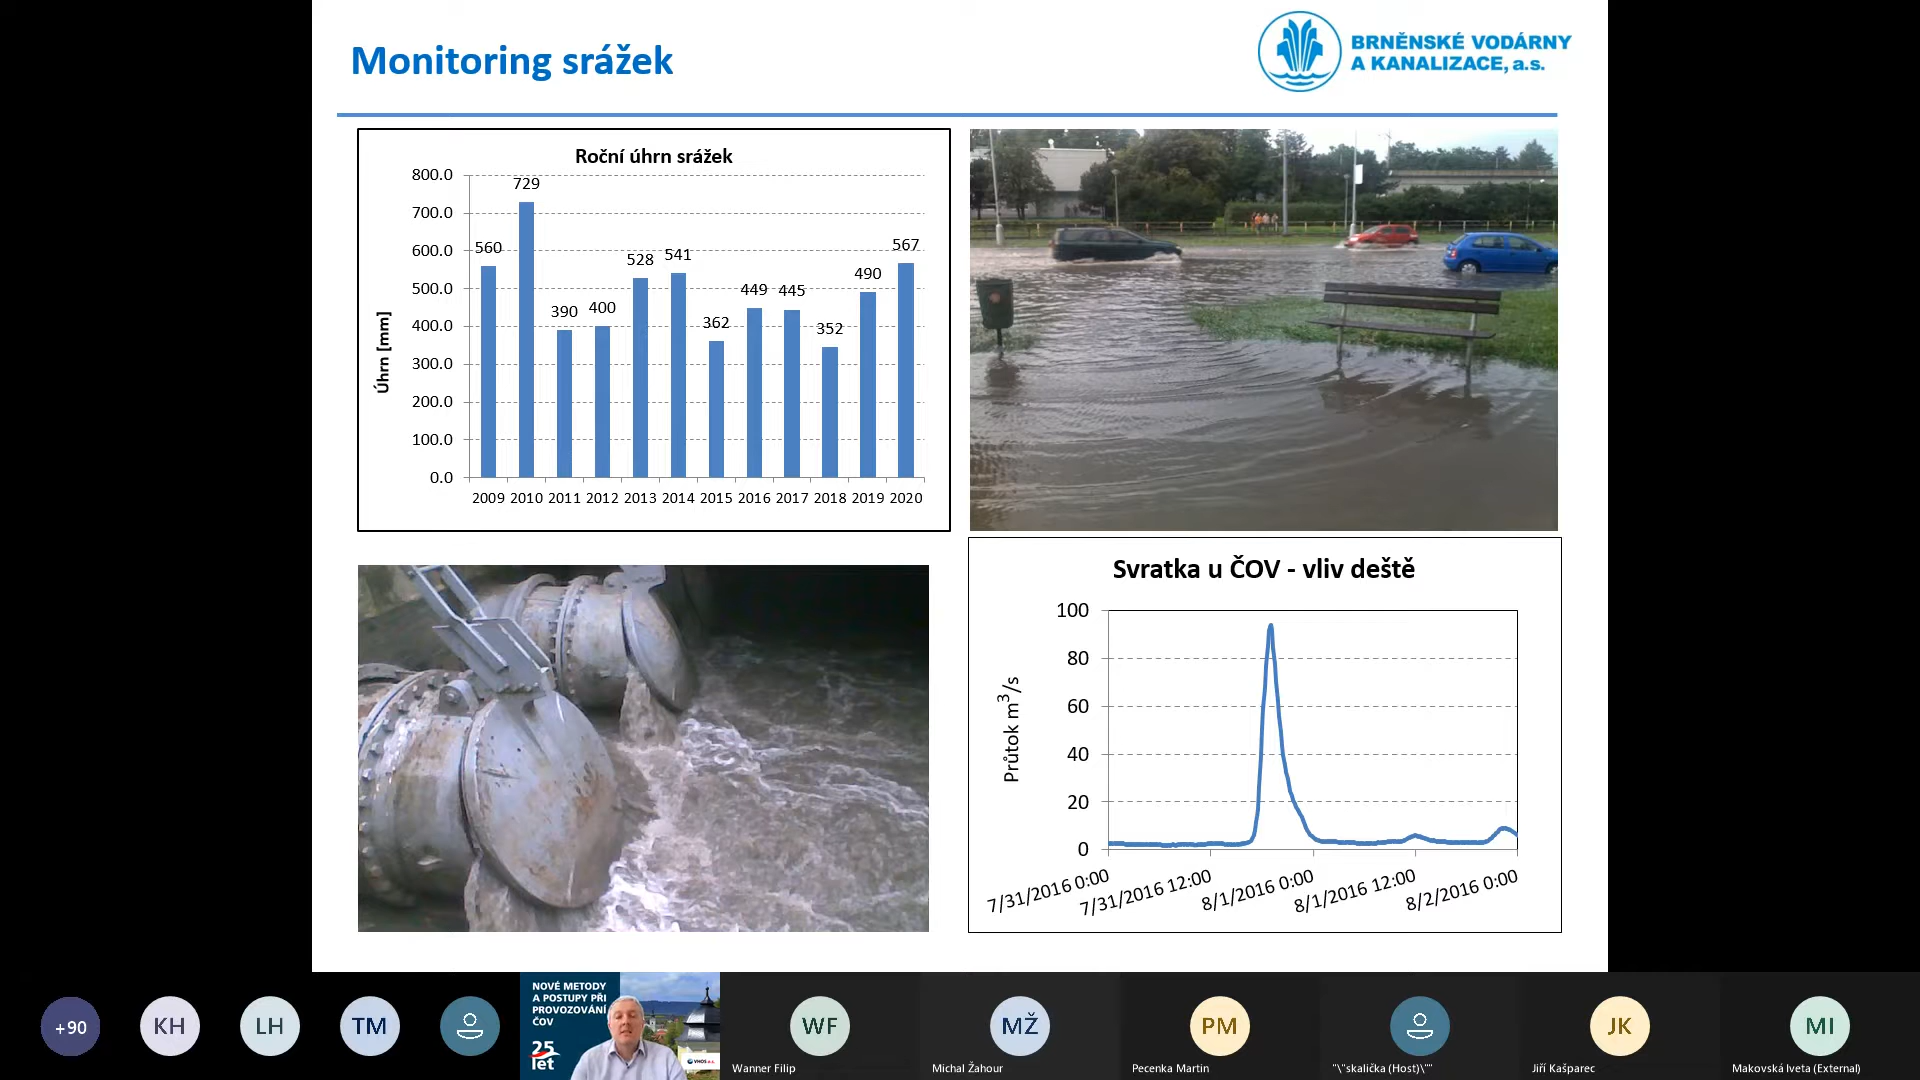 Monitoring srážek
BRNĚNSKÉ VODÁRNY
A KANALIZACE, a.s.
Roční úhrn srážek
Úhrn [mm]
800.0
700.0
600.0
500.0
400.0
300.0
200.0
100.0
0.0
560
729
390
400
528
541
362
449
445
352
490
567
2009 2010 2011 2012 2013 2014 2015 2016 2017 2018 2019 2020
Svratka u ČOV - vliv deště
Průtok m³/s
100
80
60
40
20
0
7/31/2016 0:00
7/31/2016 12:00
8/1/2016 0:00
8/1/2016 12:00
8/2/2016 0:00
+90
KH
LH
TM
NOVÉ METODY
A POSTUPY PŘI
PROVOZOVÁNÍ
ČOV
25
let
VHOS a.s.
WF
Wanner Filip
MŽ
Michal Žahour
PM
Pecenka Martin
"\"skalička (Host)\""
JK
Jiří Kašparec
MI
Makovská Iveta (External)